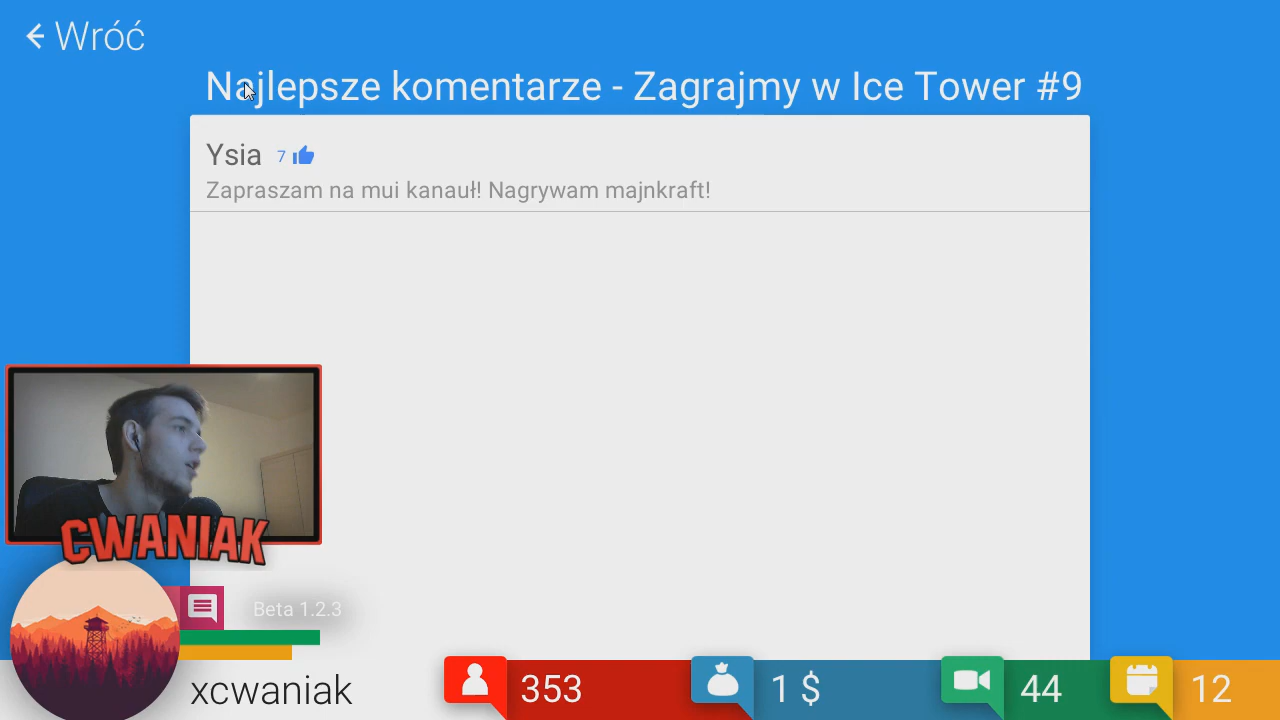 Wróć
Najlepsze komentarze - Zagrajmy w Ice Tower #9
Ysia 7
Zapraszam na mui kanauł! Nagrywam majnkraft!
CWANIAK
Beta 1.2.3
xcwaniak 353 1 $ 44 12